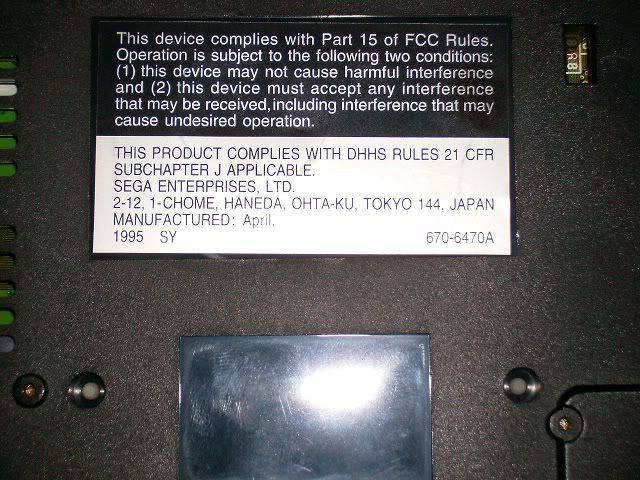 This device complies with Part 15 of FCC Rules.
Operation is subject to the following two conditions:
(1) this device may not cause harmful interference
and (2) this device must accept any interference
that may be received, including interference that may
cause undesired operation.
THIS PRODUCT COMPLIES WITH DHHS RULES 21 CFR
SUBCHAPTER J APPLICABLE.
SEGA ENTERPRISES, LTD.
2-12, 1-CHOME, HANEDA, OHTA-KU, TOKYO 144, JAPAN
MANUFACTURED: April,
1995 SY 670-6470A